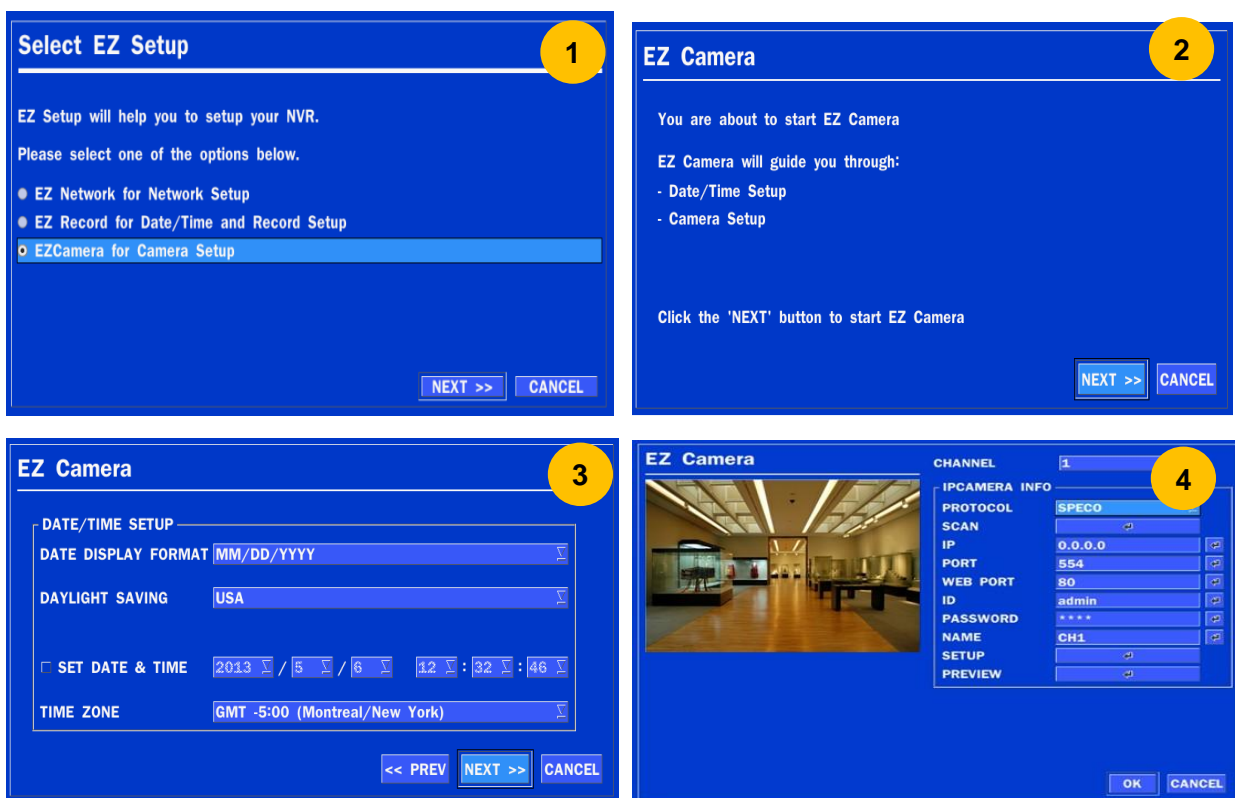 Select EZ Setup
1
EZ Setup will help you to setup your NVR.
Please select one of the options below.
EZ Network for Network Setup
EZ Record for Date/Time and Record Setup
EZCamera for Camera Setup
NEXT >> CANCEL
EZ Camera
2
You are about to start EZ Camera
EZ Camera will guide you through:
- Date/Time Setup
- Camera Setup
Click the 'NEXT' button to start EZ Camera
NEXT >> CANCEL
EZ Camera
3
DATE/TIME SETUP
DATE DISPLAY FORMAT MM/DD/YYYY
DAYLIGHT SAVING USA
SET DATE & TIME 2013 / 5 / 6 12 : 32 : 46
TIME ZONE GMT -5:00 (Montreal/New York)
<< PREV NEXT >> CANCEL
EZ Camera
4
CHANNEL 1
IPCAMERA INFO
PROTOCOL SPECO
SCAN
IP 0.0.0.0
PORT 554
WEB PORT 80
ID admin
PASSWORD ****
NAME CH1
SETUP
PREVIEW
OK CANCEL